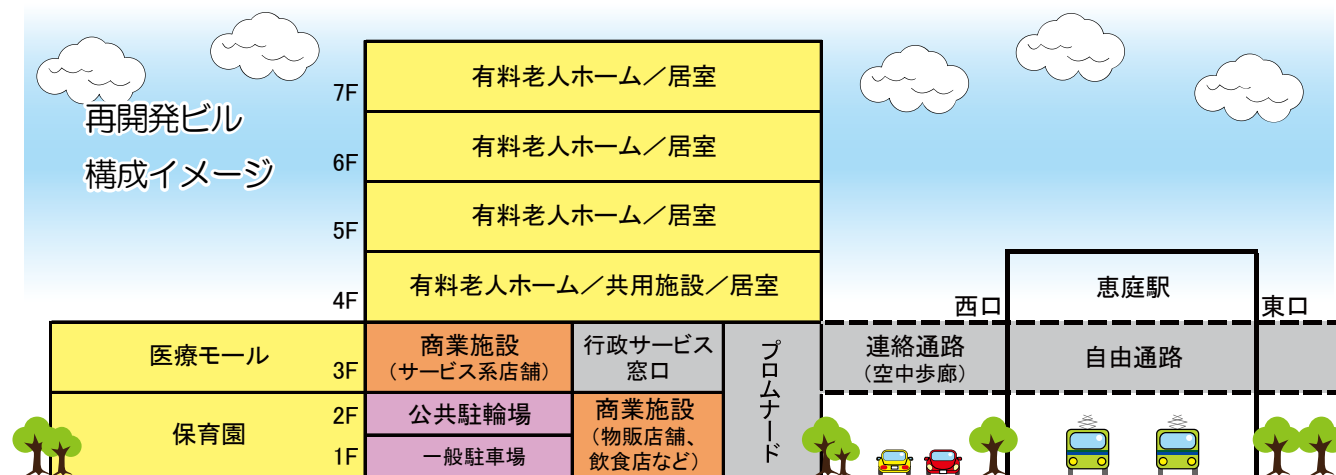 再開発ビル
構成イメージ
7F
有料老人ホーム／居室
6F
有料老人ホーム／居室
5F
有料老人ホーム／居室
4F
有料老人ホーム／共用施設／居室
西口
恵庭駅
東口
医療モール
3F
商業施設
（サービス系店舗）
行政サービス
窓口
プロムナード
連絡通路
（空中歩廊）
自由通路
保育園
2F
公共駐輪場
1F
一般駐車場
商業施設
（物販店舗、
飲食店など）